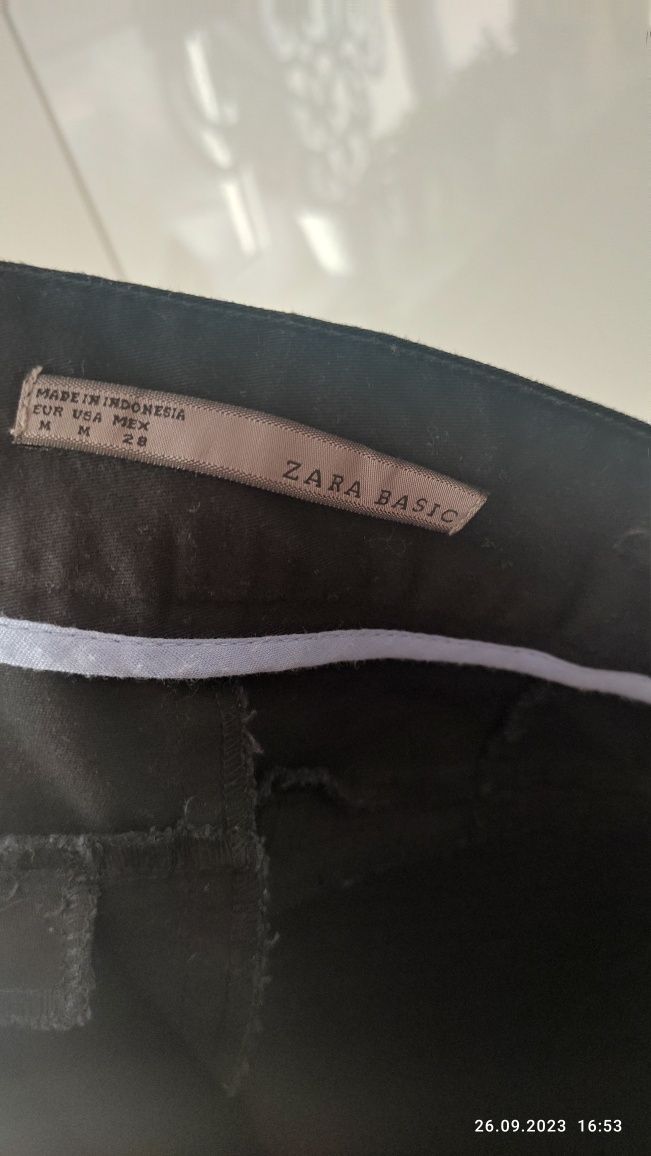 MADE IN INDONESIA
EUR USA MEX
M M 28
ZARA BASIC
26.09.2023 16:53